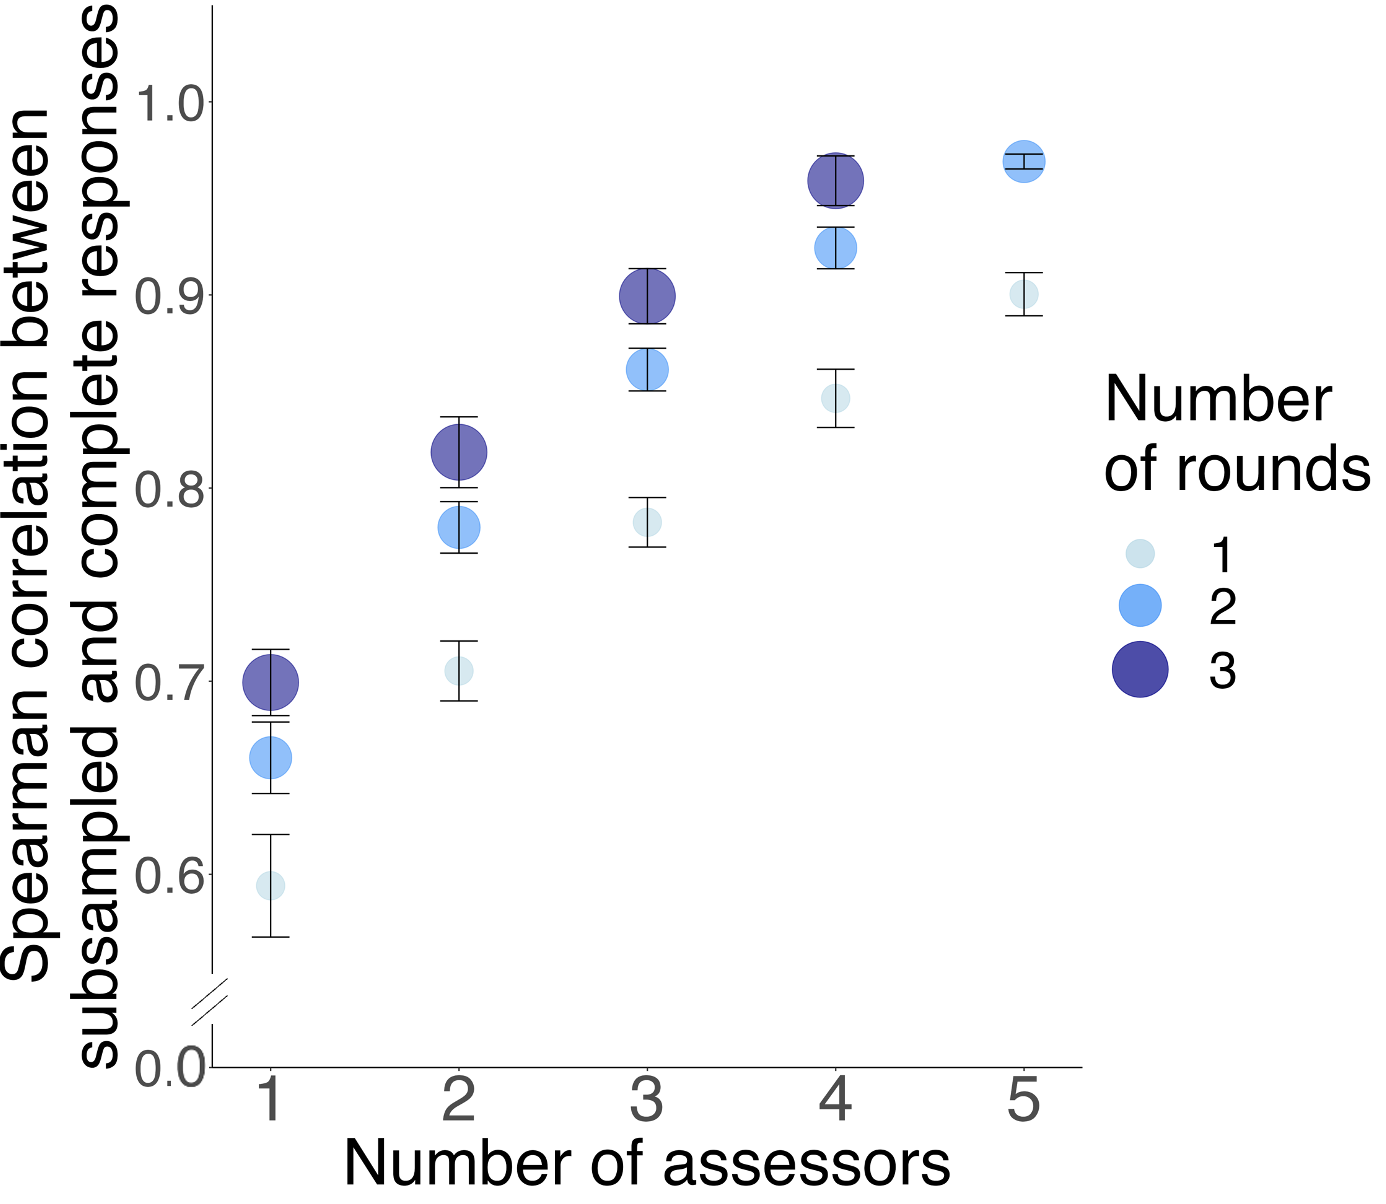 Spearman correlation between
subsampled and complete responses
1.0
0.9
0.8
0.7
0.6
0.0
1 2 3 4 5
Number of assessors
Number
of rounds
1
2
3